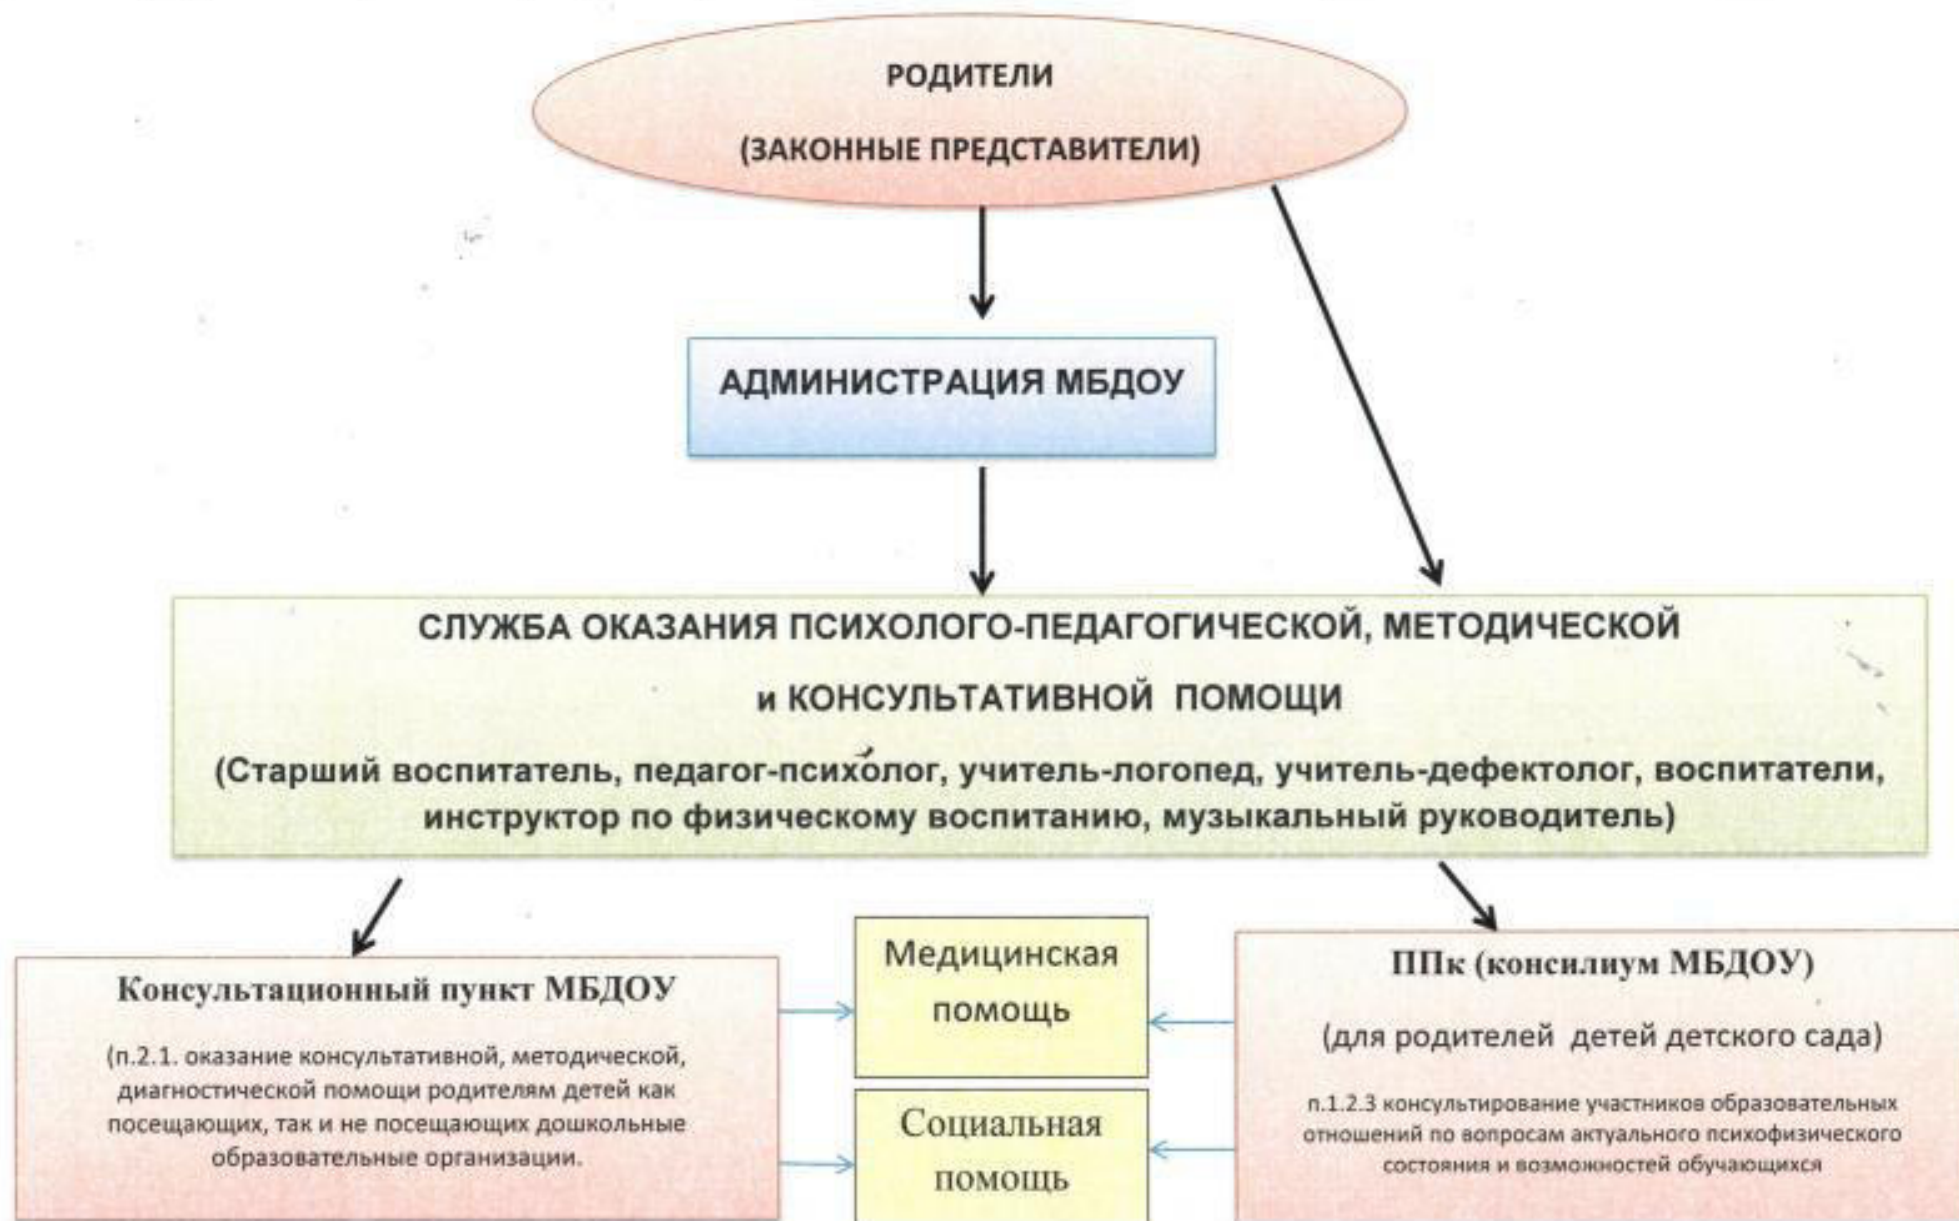 РОДИТЕЛИ
(ЗАКОННЫЕ ПРЕДСТАВИТЕЛИ)
АДМИНИСТРАЦИЯ МБДОУ
СЛУЖБА ОКАЗАНИЯ ПСИХОЛОГО-ПЕДАГОГИЧЕСКОЙ, МЕТОДИЧЕСКОЙ
и КОНСУЛЬТАТИВНОЙ ПОМОЩИ
(Старший воспитатель, педагог-психолог, учитель-логопед, учитель-дефектолог, воспитатели,
инструктор по физическому воспитанию, музыкальный руководитель)
Консультационный пункт МБДОУ
(п.2.1. оказание консультативной, методической,
диагностической помощи родителям детей как
посещающих, так и не посещающих дошкольные
образовательные организации.
Медицинская
помощь
Социальная
помощь
ППк (консилиум МБДОУ)
(для родителей детей детского сада)
п.1.2.3 консультирование участников образовательных
отношений по вопросам актуального психофизического
состояния и возможностей обучающихся